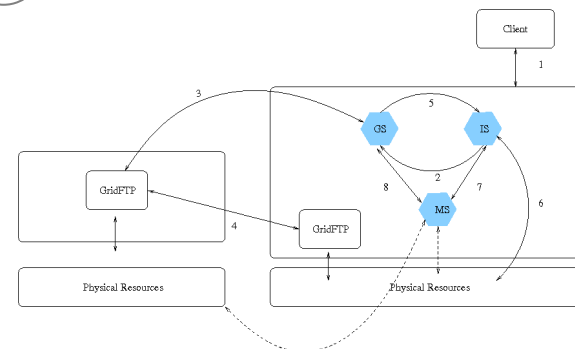 Client
1
3
5
GS
IS
2
8
7
MS
6
GridFTP
4
GridFTP
Physical Resources
Physical Resources